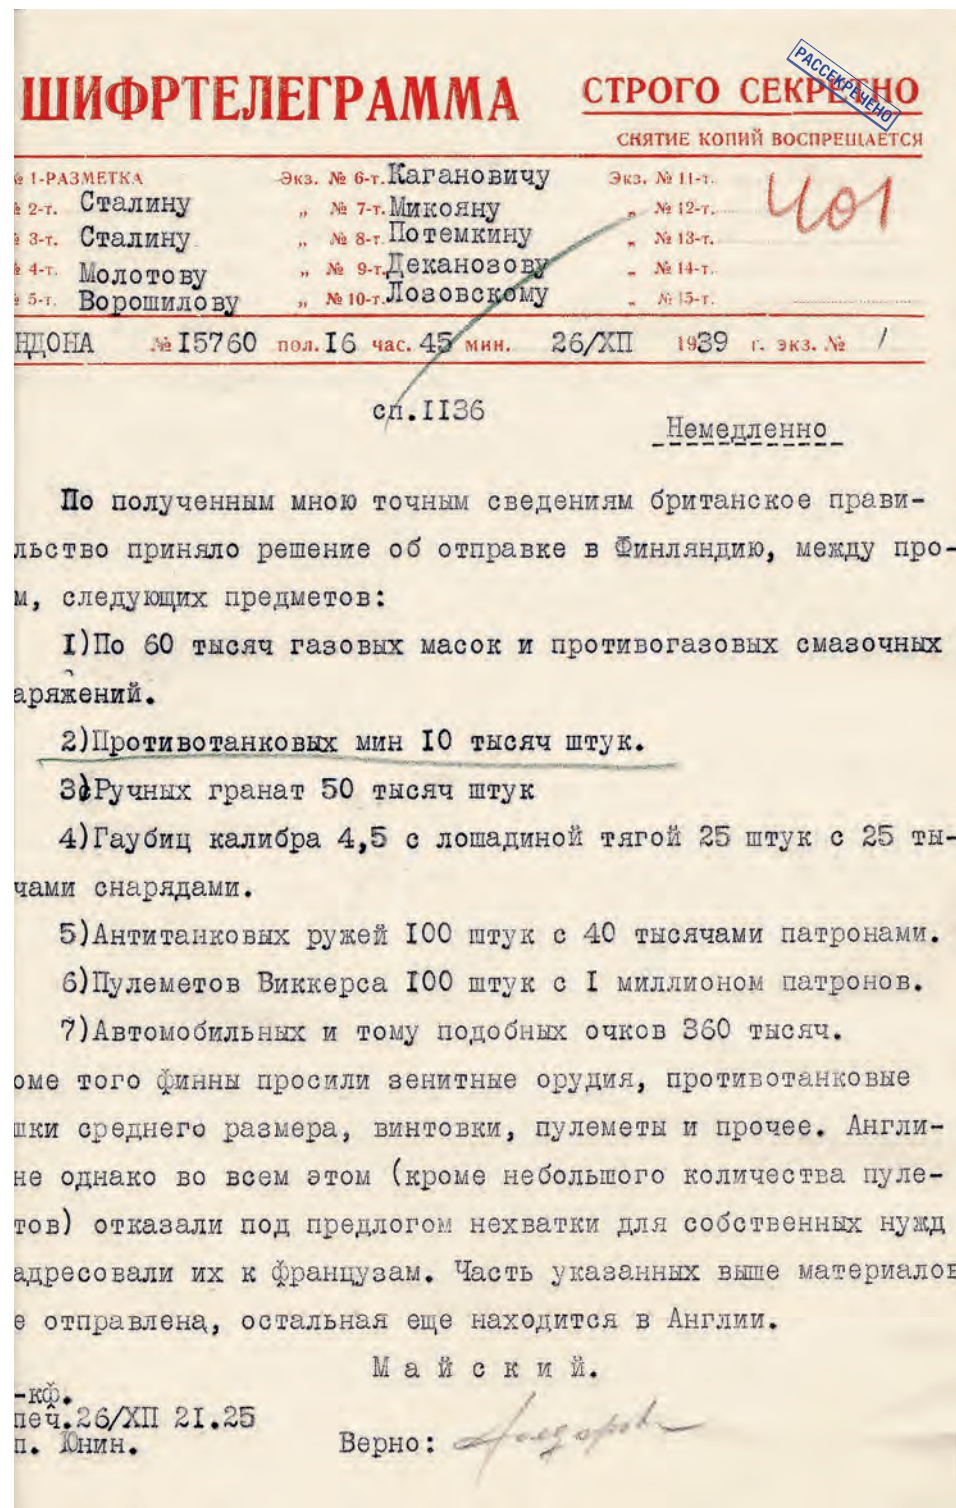 ШИФРТЕЛЕГРАММА
СТРОГО СЕКРЕТНО
РАССЕКРЕЧЕНО
СНЯТИЕ КОПИЙ ВОСПРЕЩАЕТСЯ
№ 1-РАЗМЕТКА Экз. № 6-т. Кагановичу Экз. № 11-т. 401
№ 2-т. Сталину „ № 7-т. Микояну „ № 12-т.
№ 3-т. Сталину „ № 8-т. Потемкину „ № 13-т.
№ 4-т. Молотову „ № 9-т. Деканозову „ № 14-т.
№ 5-т. Ворошилову „ № 10-т. Лозовскому „ № 15-т.
НДОНА № I5760 пол. I6 час. 45 мин. 26/XII 1939 г. экз. № 1
сп.II36
Немедленно
По полученным мною точным сведениям британское прави-
льство приняло решение об отправке в Финляндию, между про-
м, следующих предметов:
I)По 60 тысяч газовых масок и противогазовых смазочных
аряжений.
2)Противотанковых мин I0 тысяч штук.
3)Ручных гранат 50 тысяч штук
4)Гаубиц калибра 4,5 с лошадиной тягой 25 штук с 25 ты-
чами снарядами.
5)Антитанковых ружей I00 штук с 40 тысячами патронами.
6)Пулеметов Виккерса I00 штук с I миллионом патронов.
7)Автомобильных и тому подобных очков 360 тысяч.
оме того финны просили зенитные орудия, противотанковые
шки среднего размера, винтовки, пулеметы и прочее. Англи-
не однако во всем этом (кроме небольшого количества пуле-
тов) отказали под предлогом нехватки для собственных нужд
адресовали их к французам. Часть указанных выше материалов
е отправлена, остальная еще находится в Англии.
Майский.
-кф.
печ.26/XII 2I.25
п. Юнин.
Верно: